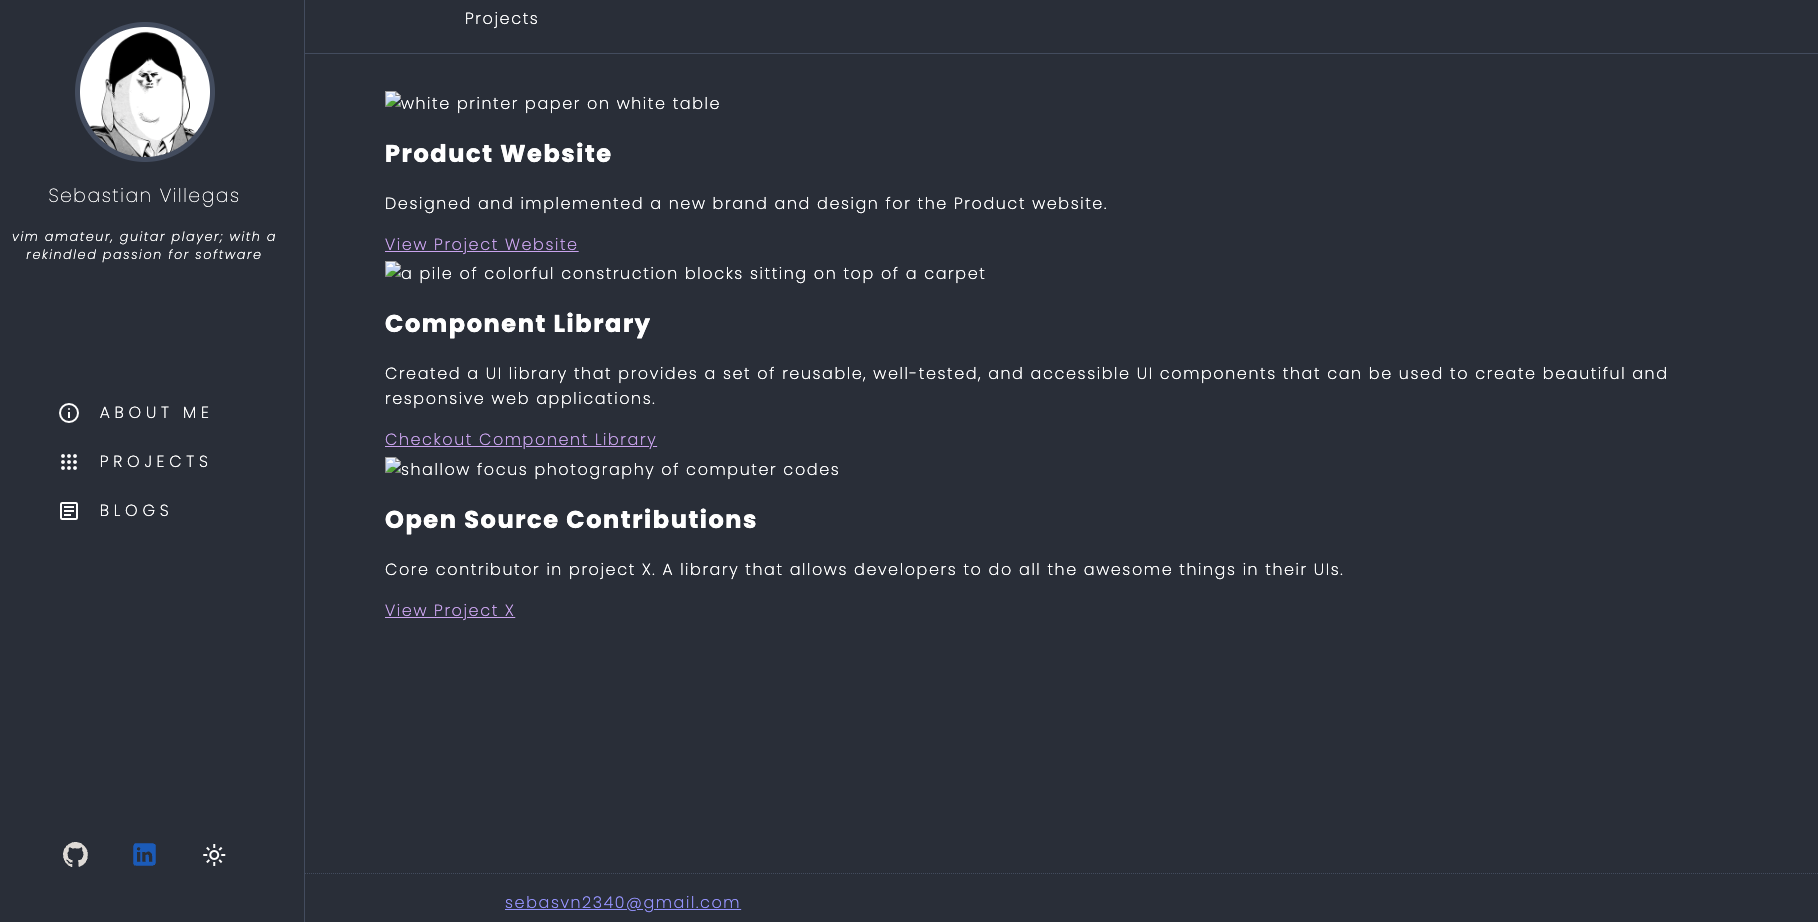 Sebastian Villegas
vim amateur, guitar player; with a
rekindled passion for software
ABOUT ME
PROJECTS
BLOGS
Projects
white printer paper on white table
Product Website
Designed and implemented a new brand and design for the Product website.
View Project Website
a pile of colorful construction blocks sitting on top of a carpet
Component Library
Created a UI library that provides a set of reusable, well-tested, and accessible UI components that can be used to create beautiful and
responsive web applications.
Checkout Component Library
shallow focus photography of computer codes
Open Source Contributions
Core contributor in project X. A library that allows developers to do all the awesome things in their UIs.
View Project X
in
sebasvn2340@gmail.com